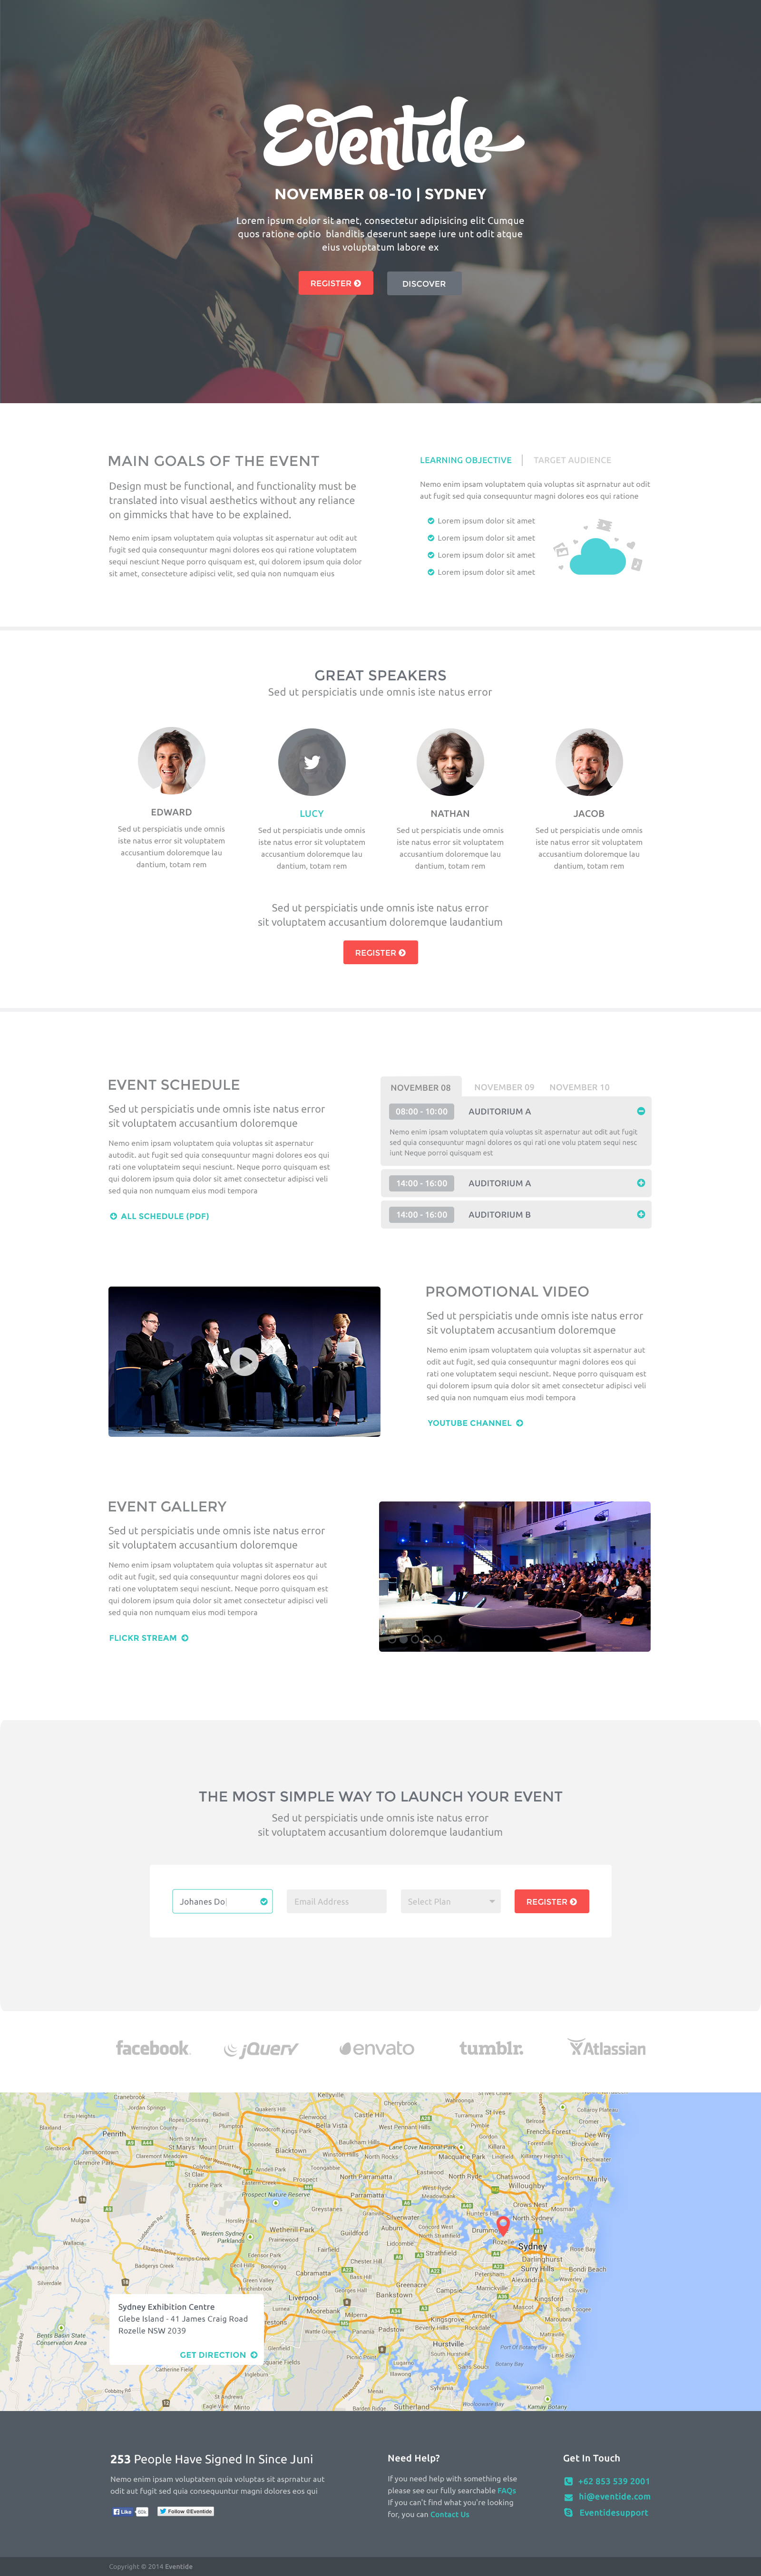 Eventide
NOVEMBER 08-10 | SYDNEY
Lorem ipsum dolor sit amet, consectetur adipisicing elit Cumque
quos ratione optio blanditis deserunt saepe iure unt odit atque
eius voluptatum labore ex
REGISTER
DISCOVER
MAIN GOALS OF THE EVENT
Design must be functional, and functionality must be
translated into visual aesthetics without any reliance
on gimmicks that have to be explained.
Nemo enim ipsam voluptatem quia voluptas sit aspernatur aut odit aut
fugit sed quia consequuntur magni dolores eos qui ratione voluptatem
sequi nesciunt Neque porro quisquam est, qui dolorem ipsum quia dolor
sit amet, consecteture adipisci velit, sed quia non numquam eius
LEARNING OBJECTIVE
TARGET AUDIENCE
Nemo enim ipsam voluptatem quia voluptas sit asprnatur aut odit
aut fugit sed quia consequuntur magni dolores eos qui ratione
Lorem ipsum dolor sit amet
Lorem ipsum dolor sit amet
Lorem ipsum dolor sit amet
Lorem ipsum dolor sit amet
GREAT SPEAKERS
Sed ut perspiciatis unde omnis iste natus error
EDWARD
Sed ut perspiciatis unde omnis
iste natus error sit voluptatem
accusantium doloremque lau
dantium, totam rem
LUCY
Sed ut perspiciatis unde omnis
iste natus error sit voluptatem
accusantium doloremque lau
dantium, totam rem
NATHAN
Sed ut perspiciatis unde omnis
iste natus error sit voluptatem
accusantium doloremque lau
dantium, totam rem
JACOB
Sed ut perspiciatis unde omnis
iste natus error sit voluptatem
accusantium doloremque lau
dantium, totam rem
Sed ut perspiciatis unde omnis iste natus error
sit voluptatem accusantium doloremque laudantium
REGISTER
EVENT SCHEDULE
Sed ut perspiciatis unde omnis iste natus error
sit voluptatem accusantium doloremque
Nemo enim ipsam voluptatem quia voluptas sit aspernatur
autodit. aut fugit sed quia consequuntur magni dolores eos qui
rati one voluptateim sequi nesciunt. Neque porro quisquam est
qui dolorem ipsum quia dolor sit amet consectetur adipisci veli
sed quia non numquam eius modi tempora
ALL SCHEDULE (PDF)
NOVEMBER 08
NOVEMBER 09
NOVEMBER 10
08:00 - 10:00 AUDITORIUM A
Nemo enim ipsam voluptatem quia voluptas sit aspernatur aut odit aut fugit
sed quia consequuntur magni dolores os qui rati one volu ptatem sequi nesc
iunt Neque porroi quisquam est
14:00 - 16:00 AUDITORIUM A
14:00 - 16:00 AUDITORIUM B
PROMOTIONAL VIDEO
Sed ut perspiciatis unde omnis iste natus error
sit voluptatem accusantium doloremque
Nemo enim ipsam voluptatem quia voluptas sit aspernatur aut
odit aut fugit, sed quia consequuntur magni dolores eos qui
rati one voluptatem sequi nesciunt. Neque porro quisquam est
qui dolorem ipsum quia dolor sit amet consectetur adipisci veli
sed quia non numquam eius modi tempora
YOUTUBE CHANNEL
EVENT GALLERY
Sed ut perspiciatis unde omnis iste natus error
sit voluptatem accusantium doloremque
Nemo enim ipsam voluptatem quia voluptas sit aspernatur aut
odit aut fugit, sed quia consequuntur magni dolores eos qui
rati one voluptatem sequi nesciunt. Neque porro quisquam est
qui dolorem ipsum quia dolor sit amet consectetur adipisci veli
sed quia non numquam eius modi tempora
FLICKR STREAM
THE MOST SIMPLE WAY TO LAUNCH YOUR EVENT
Sed ut perspiciatis unde omnis iste natus error
sit voluptatem accusantium doloremque laudantium
Johanes Do
Email Address
Select Plan
REGISTER
facebook
jQuery
envato
tumblr.
Atlassian
Penrith
Blacktown
Castle Hill
Parramatta
Liverpool
Bankstown
Hurstville
Sutherland
Chatswood
Manly
Sydney
Bondi Beach
Sydney Exhibition Centre
Glebe Island - 41 James Craig Road
Rozelle NSW 2039
GET DIRECTION
253 People Have Signed In Since Juni
Nemo enim ipsam voluptatem quia voluptas sit asprnatur aut
odit aut fugit sed quia consequuntur magni dolores eos qui
Like
Follow @Eventide
Need Help?
If you need help with something else
please see our fully searchable FAQs
If you can't find what you're looking
for, you can Contact Us
Get In Touch
+62 853 539 2001
hi@eventide.com
Eventidesupport
Copyright © 2014 Eventide